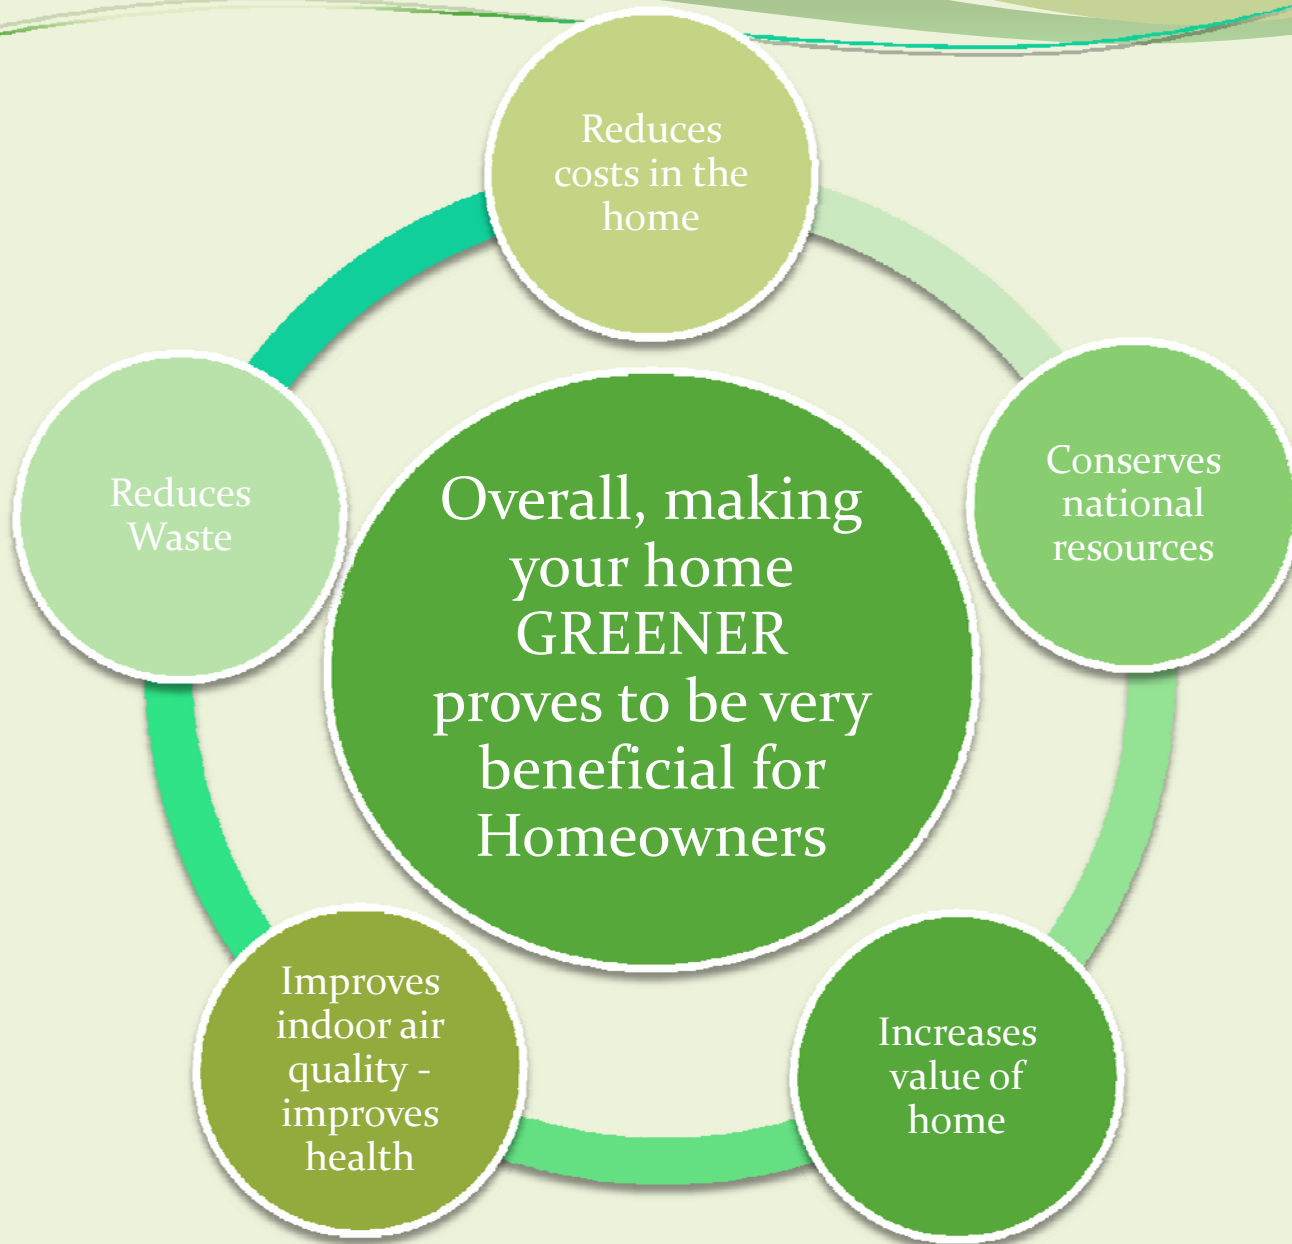 Reduces
costs in the
home
Conserves
national
resources
Increases
value of
home
Improves
indoor air
quality -
improves
health
Reduces
Waste
Overall, making
your home
GREENER
proves to be very
beneficial for
Homeowners